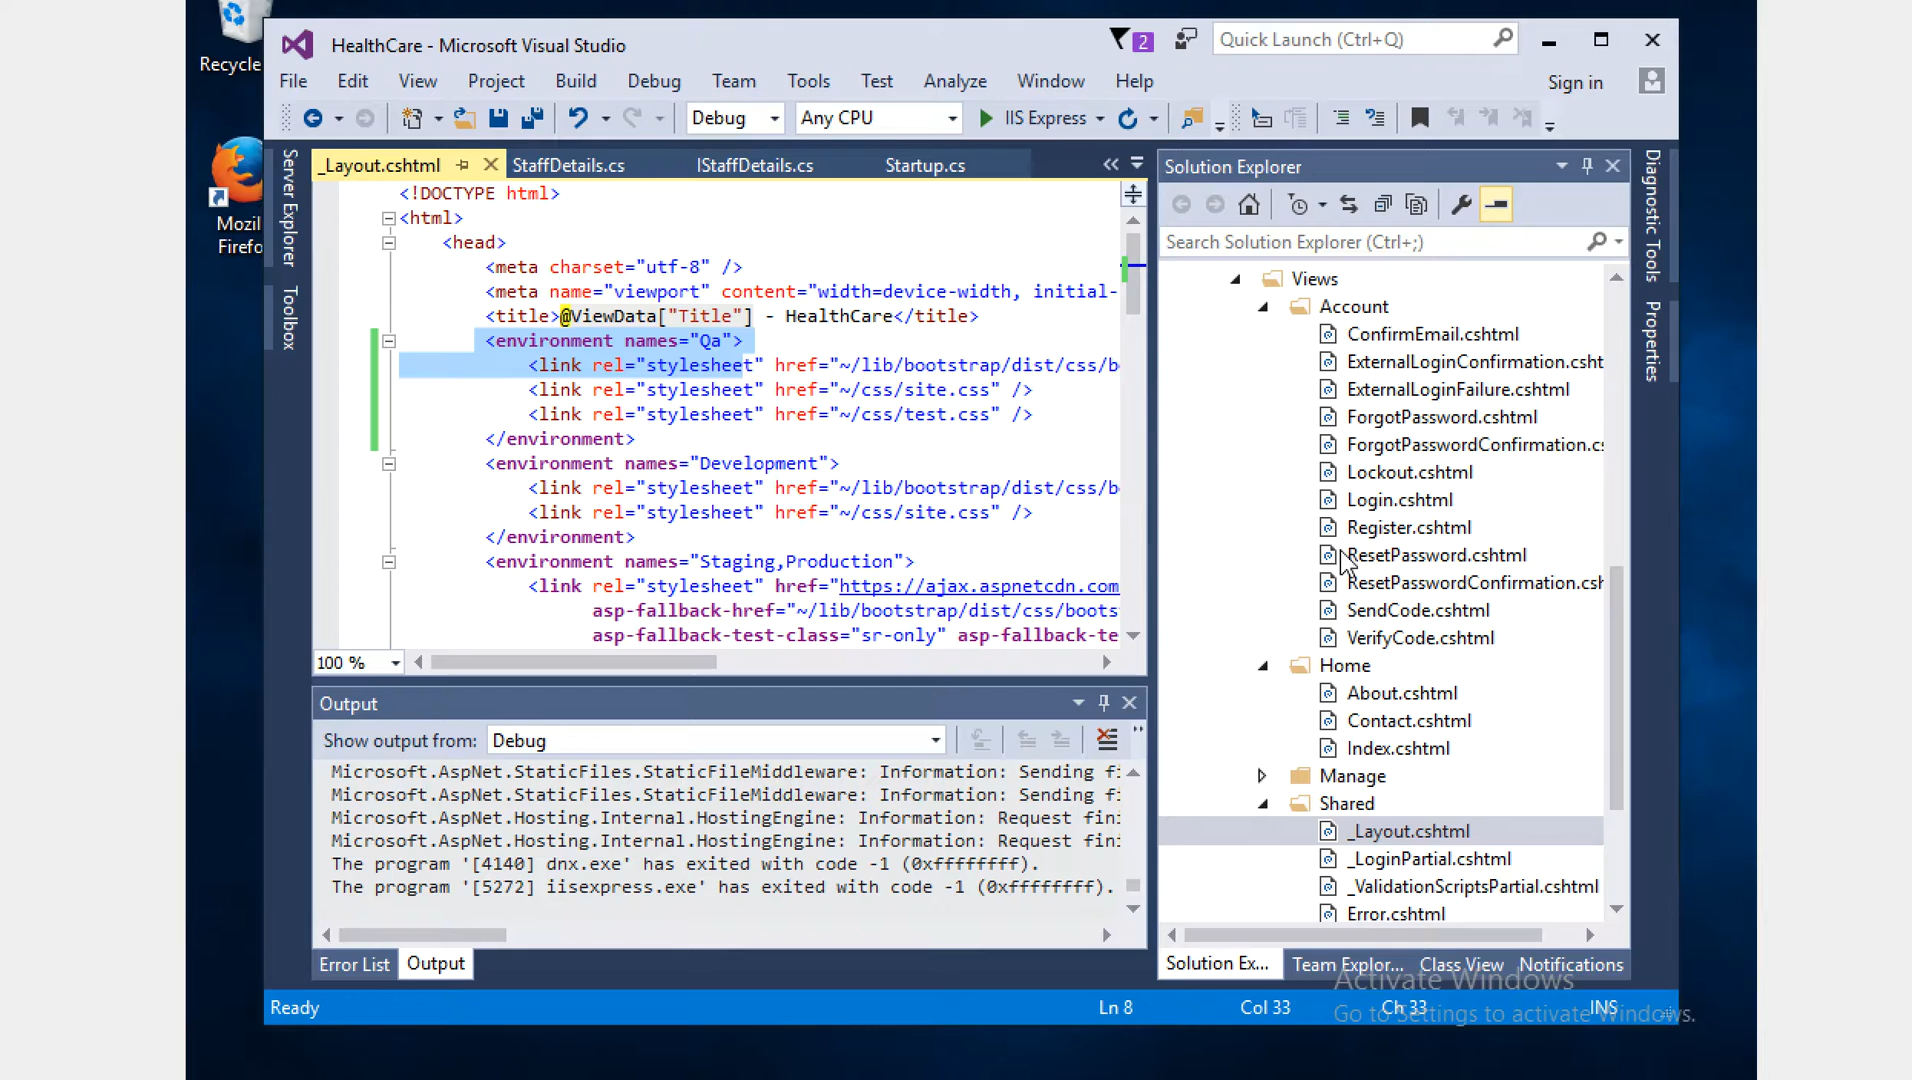 Recycle
Mozil
Firefo
HealthCare - Microsoft Visual Studio
2
Quick Launch (Ctrl+Q)
File Edit View Project Build Debug Team Tools Test Analyze Window Help
Sign in
Debug Any CPU IIS Express
Server Explorer
Toolbox
_Layout.cshtml StaffDetails.cs IStaffDetails.cs Startup.cs
<!DOCTYPE html>
<html>
<head>
<meta charset="utf-8" />
<meta name="viewport" content="width=device-width, initial-
<title>@ViewData["Title"] - HealthCare</title>
<environment names="Qa">
<link rel="stylesheet" href="~/lib/bootstrap/dist/css/b
<link rel="stylesheet" href="~/css/site.css" />
<link rel="stylesheet" href="~/css/test.css" />
</environment>
<environment names="Development">
<link rel="stylesheet" href="~/lib/bootstrap/dist/css/b
<link rel="stylesheet" href="~/css/site.css" />
</environment>
<environment names="Staging,Production">
<link rel="stylesheet" href="https://ajax.aspnetcdn.com
asp-fallback-href="~/lib/bootstrap/dist/css/boots
asp-fallback-test-class="sr-only" asp-fallback-te
100 %
Output
Show output from: Debug
Microsoft.AspNet.StaticFiles.StaticFileMiddleware: Information: Sending fi
Microsoft.AspNet.StaticFiles.StaticFileMiddleware: Information: Sending fi
Microsoft.AspNet.Hosting.Internal.HostingEngine: Information: Request fini
Microsoft.AspNet.Hosting.Internal.HostingEngine: Information: Request fini
The program '[4140] dnx.exe' has exited with code -1 (0xffffffff).
The program '[5272] iisexpress.exe' has exited with code -1 (0xffffffff).
Error List Output
Solution Explorer
Search Solution Explorer (Ctrl+;)
Views
Account
ConfirmEmail.cshtml
ExternalLoginConfirmation.csht
ExternalLoginFailure.cshtml
ForgotPassword.cshtml
ForgotPasswordConfirmation.cs
Lockout.cshtml
Login.cshtml
Register.cshtml
ResetPassword.cshtml
ResetPasswordConfirmation.csh
SendCode.cshtml
VerifyCode.cshtml
Home
About.cshtml
Contact.cshtml
Index.cshtml
Manage
Shared
_Layout.cshtml
_LoginPartial.cshtml
_ValidationScriptsPartial.cshtml
Error.cshtml
Solution Ex... Team Explor... Class View Notifications
Diagnostic Tools
Properties
Activate Windows
Go to Settings to activate Windows.
Ready Ln 8 Col 33 Ch 33 INS